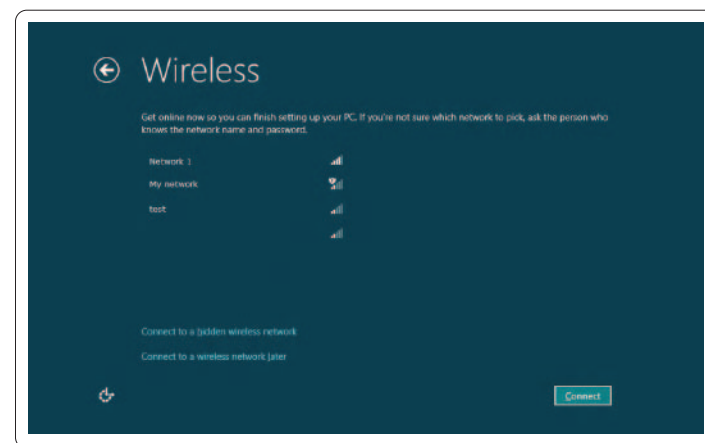 Wireless
Get online now so you can finish setting up your PC. If you're not sure which network to pick, ask the person who
knows the network name and password.
Network 1
My network
test
Connect to a hidden wireless network
Connect to a wireless network later
Connect